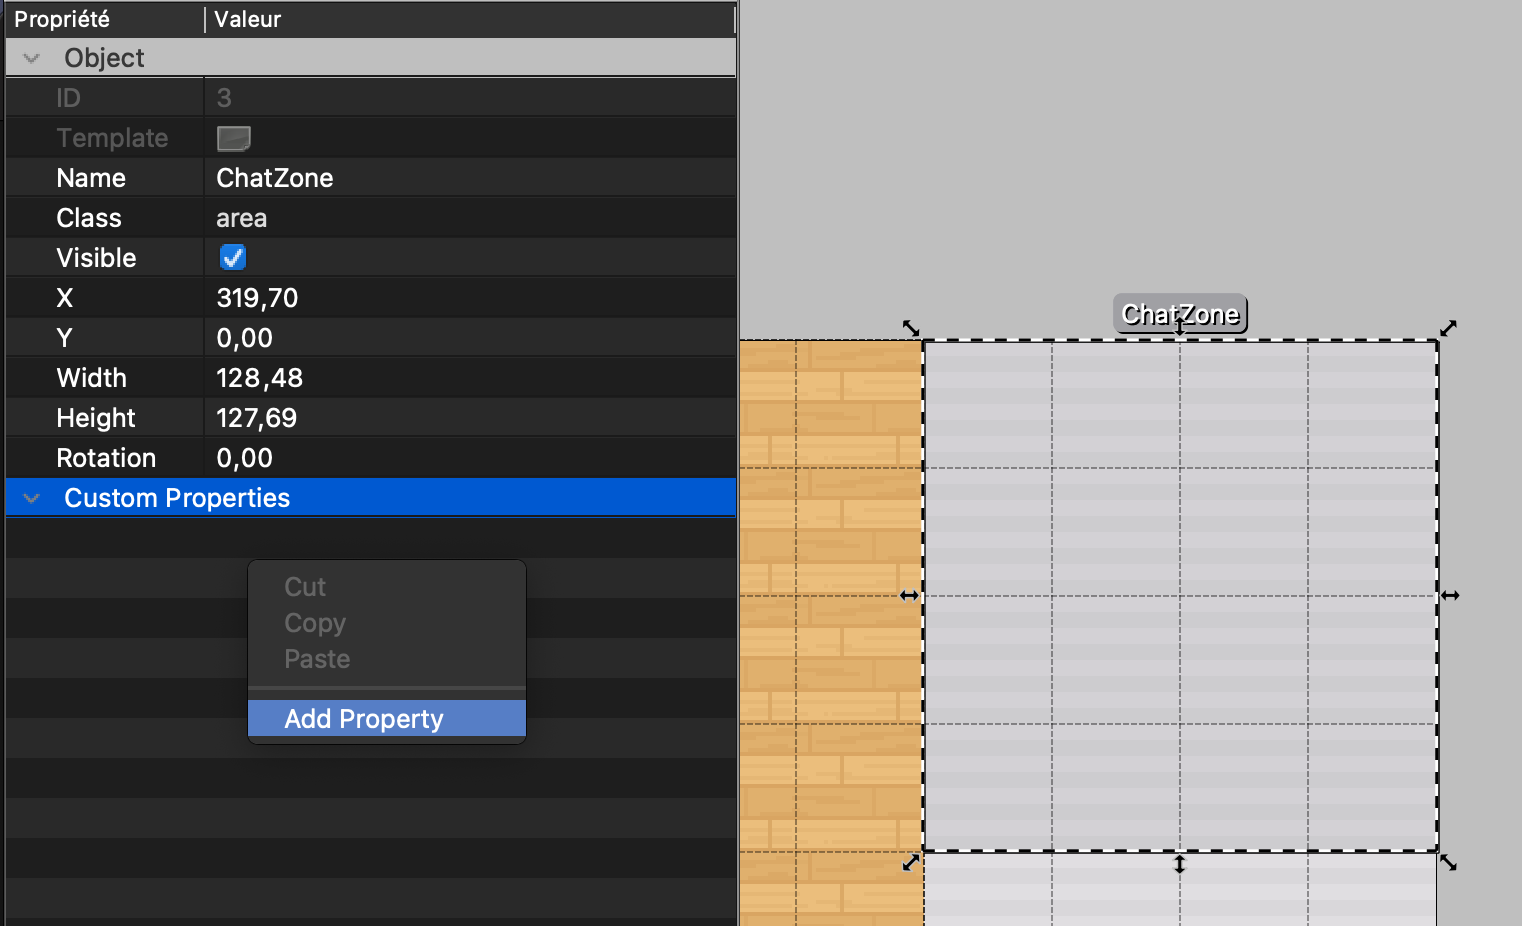 Propriété Valeur
Object
ID 3
Template
Name ChatZone
Class area
Visible
X 319,70
Y 0,00
Width 128,48
Height 127,69
Rotation 0,00
Custom Properties
Cut
Copy
Paste
Add Property
ChatZone